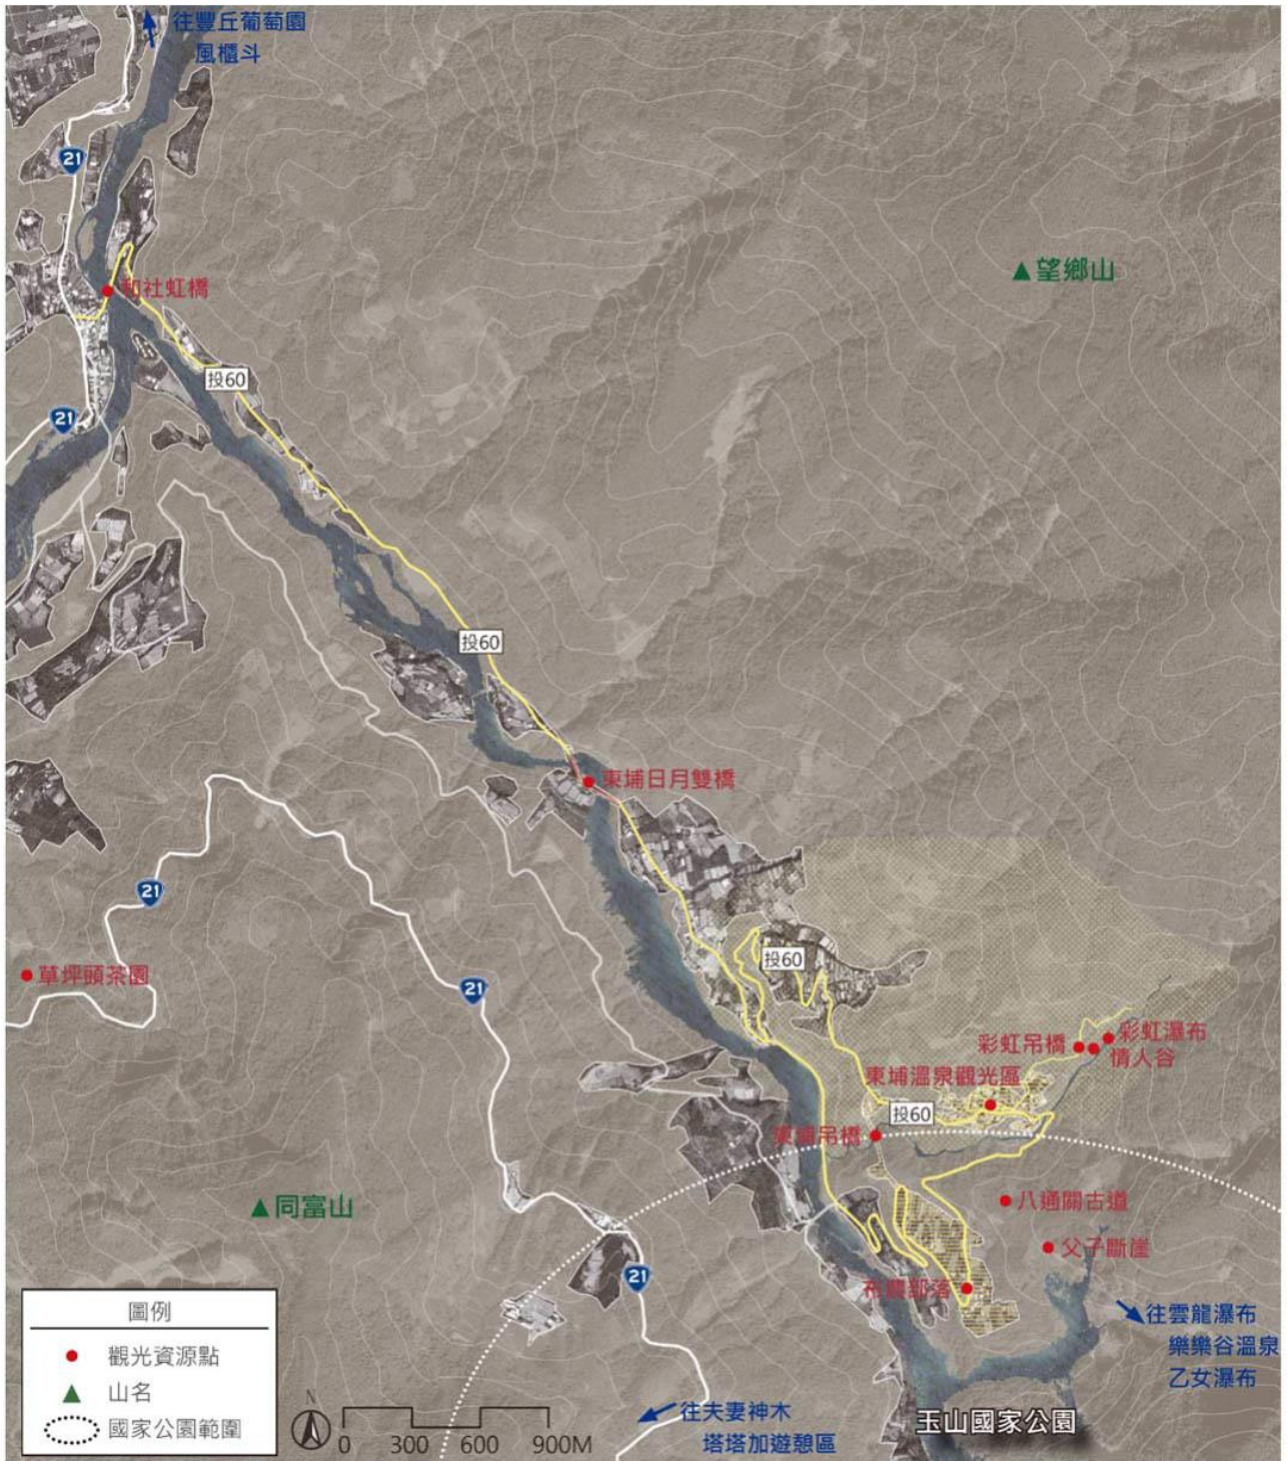 往豐丘葡萄園
風櫃斗
21
望鄉山
和社虹橋
投60
21
投60
東埔日月雙橋
21
投60
草坪頭茶園
21
彩虹瀑布
彩虹吊橋
情人谷
東埔溫泉觀光區
投60
東埔吊橋
八通關古道
同富山
父子斷崖
21
布農部落
往雲龍瀑布
樂樂谷溫泉
乙女瀑布
圖例
觀光資源點
山名
國家公園範圍
N
0 300 600 900M
往夫妻神木
塔塔加遊憩區
玉山國家公園